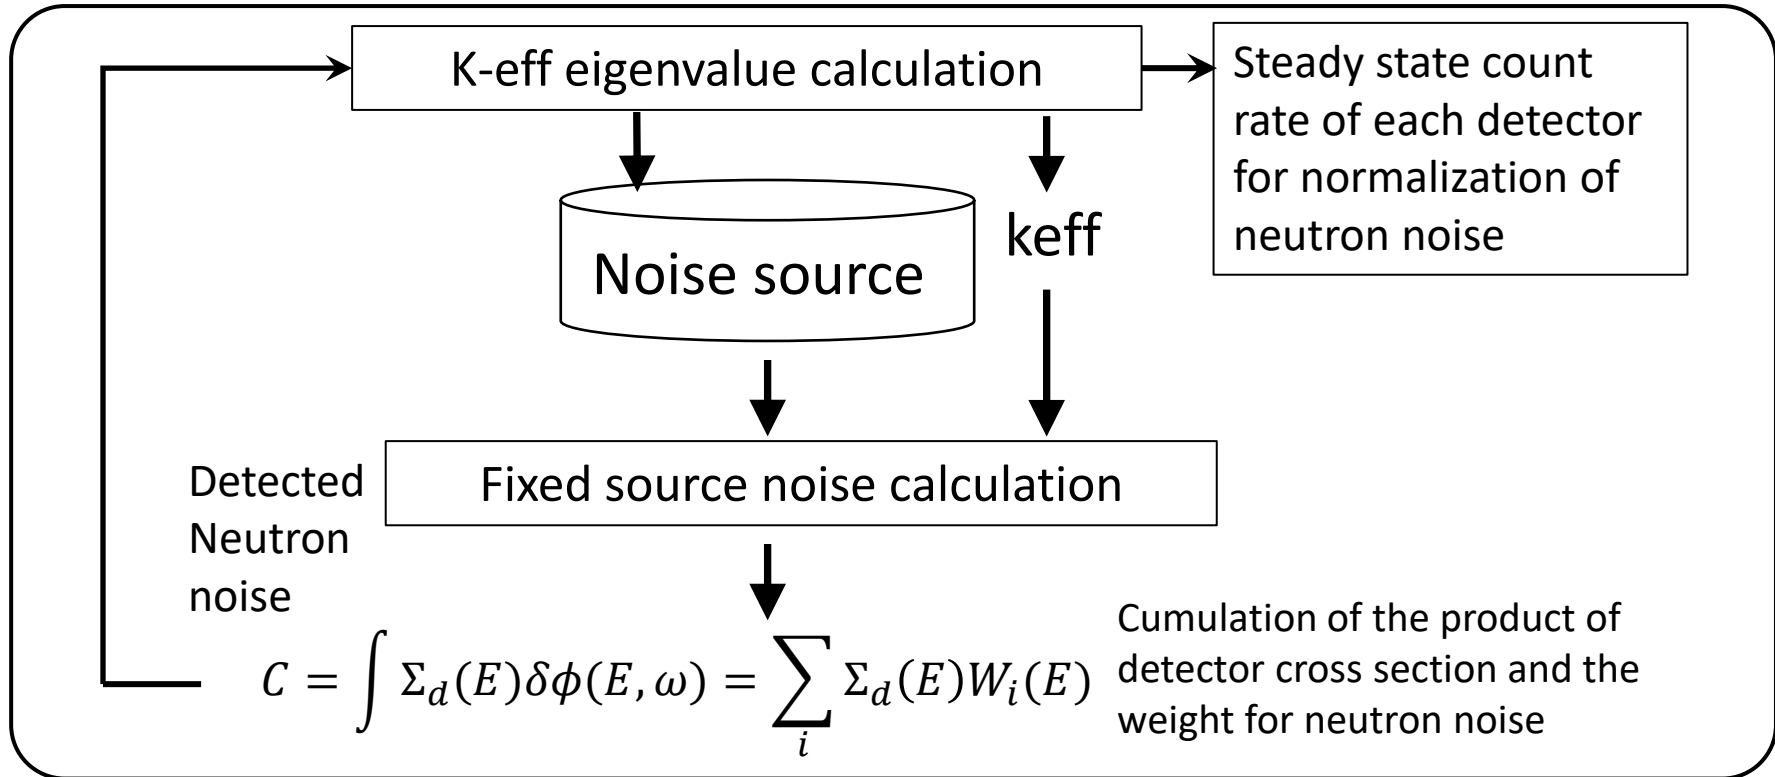 K-eff eigenvalue calculation
Steady state count
rate of each detector
for normalization of
neutron noise
keff
Noise source
Fixed source noise calculation
Detected
Neutron
noise
C = ∫ Σ_d(E)δϕ(E, ω) = ∑_i Σ_d(E)W_i(E)
Cumulation of the product of
detector cross section and the
weight for neutron noise